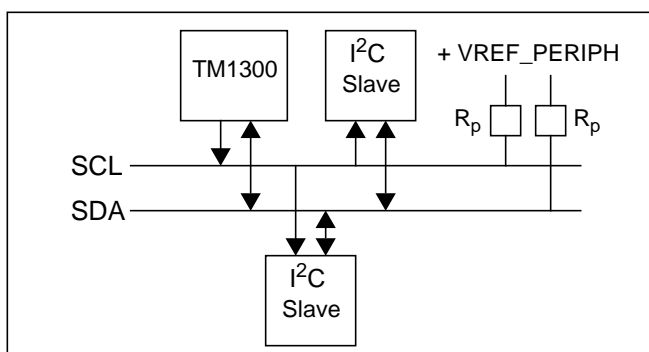 TM1300
I²C
Slave
+ VREF_PERIPH
Rp
Rp
SCL
SDA
I²C
Slave